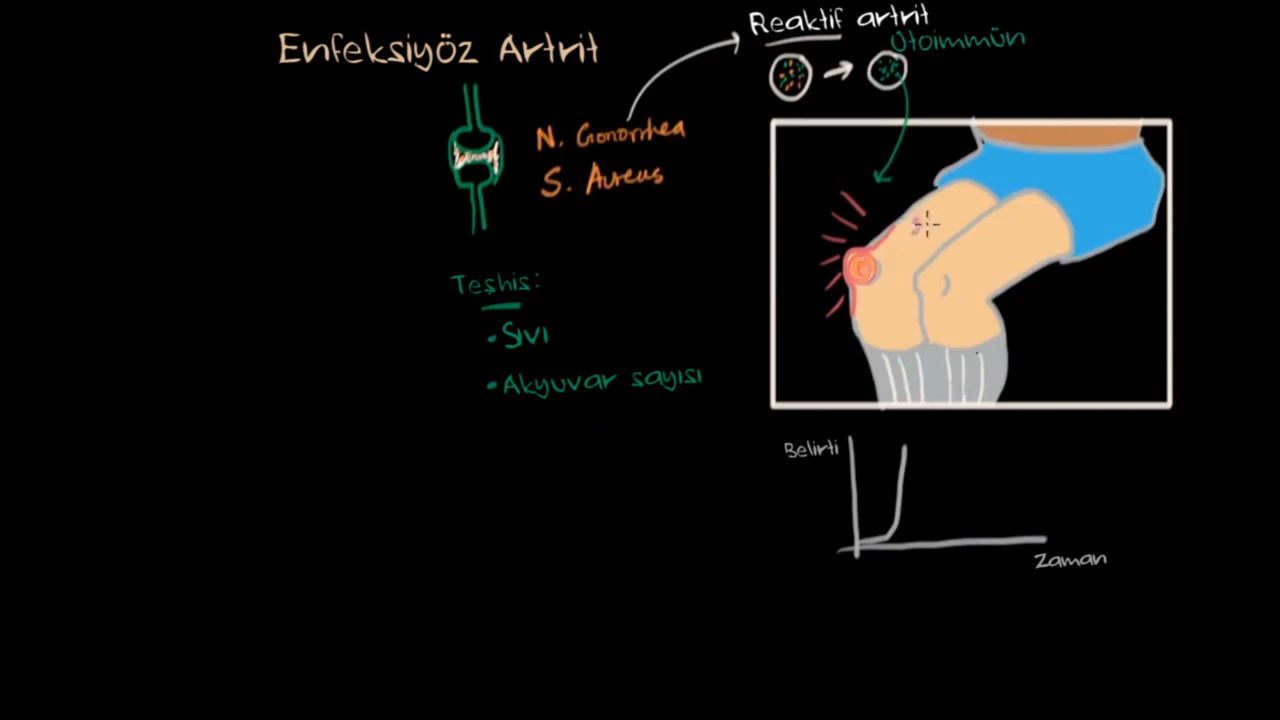 Enfeksiyöz Artrit
Reaktif artrit
Otoimmün
N. Gonorrhea
S. Aureus
Teşhis:
• Sıvı
• Akyuvar sayısı
Belirti
Zaman